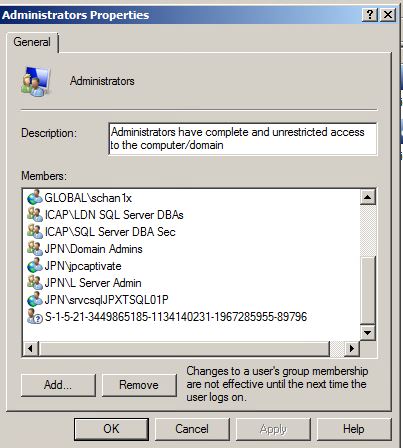 Administrators Properties
General
Administrators
Description:
Administrators have complete and unrestricted access
to the computer/domain
Members:
GLOBAL\schan1x
ICAP\LDN SQL Server DBAs
ICAP\SQL Server DBA Sec
JPN\Domain Admins
JPN\jpcaptivate
JPN\L Server Admin
JPN\srvcsqlJPXTSQL01P
S-1-5-21-3449865185-1134140231-1967285955-89796
Add...
Remove
Changes to a user's group membership
are not effective until the next time the
user logs on.
OK
Cancel
Apply
Help